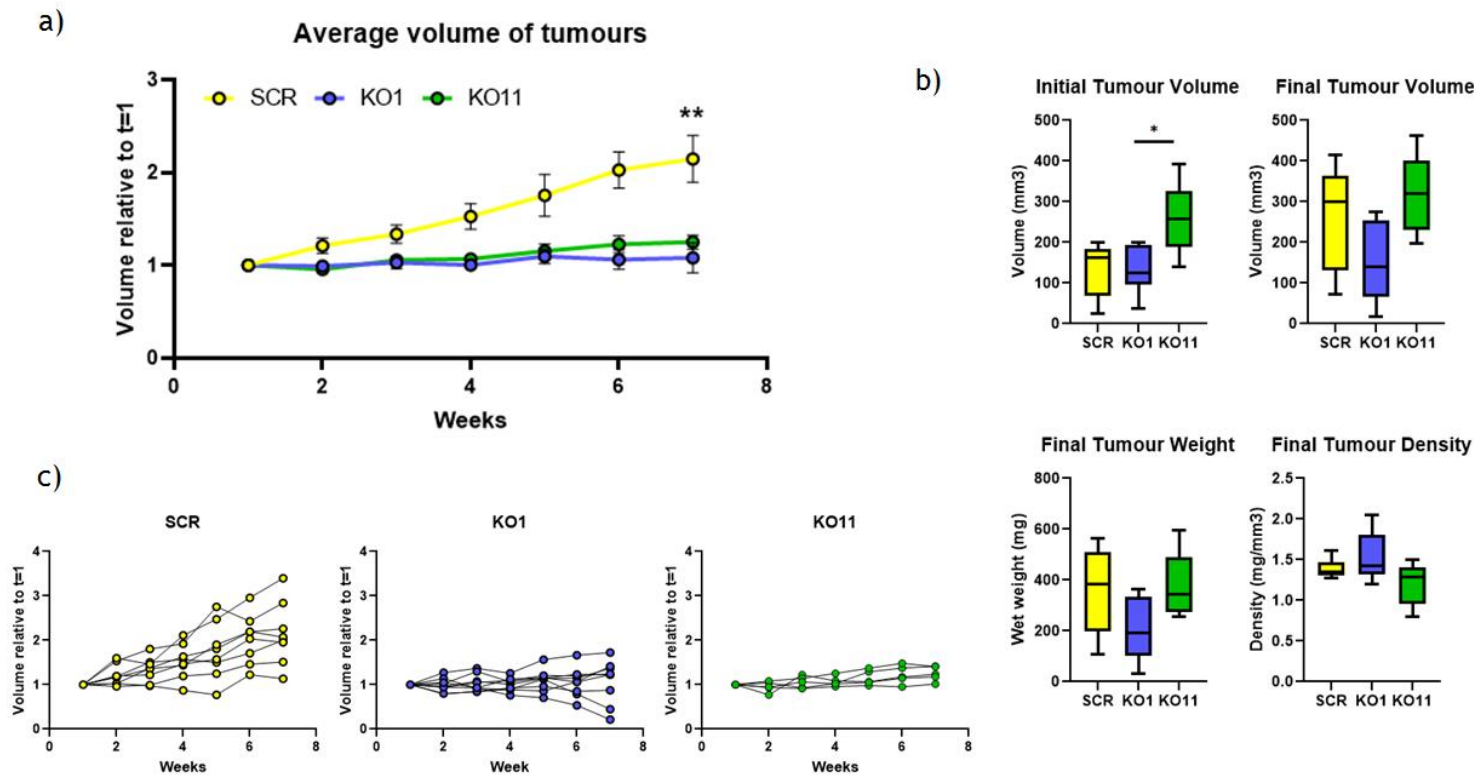 a)
Average volume of tumours
Volume relative to t=1
3
2
1
0
SCR KO1 KO11
**
0 2 4 6 8
Weeks
b)
Initial Tumour Volume
Volume (mm3)
500
400
300
200
100
0
*
SCR KO1 KO11
Final Tumour Volume
Volume (mm3)
500
400
300
200
100
0
SCR KO1 KO11
Final Tumour Weight
Wet weight (mg)
800
600
400
200
0
SCR KO1 KO11
Final Tumour Density
Density (mg/mm3)
2.5
2.0
1.5
1.0
0.5
0.0
SCR KO1 KO11
c)
SCR
Volume relative to t=1
4
3
2
1
0
0 2 4 6 8
Weeks
KO1
Volume relative to t=1
4
3
2
1
0
0 2 4 6 8
Week
KO11
Volume relative to t=1
4
3
2
1
0
0 2 4 6 8
Weeks